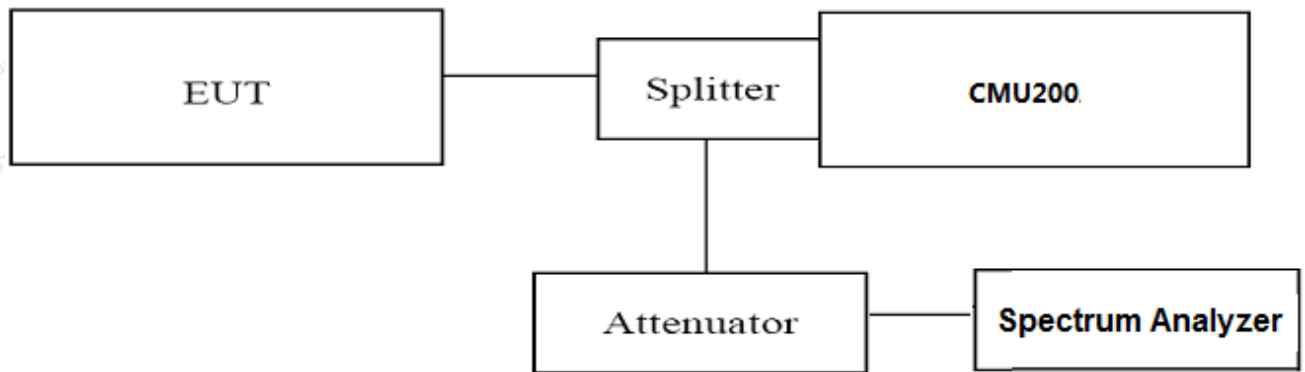 EUT
Splitter
CMU200
Attenuator
Spectrum Analyzer